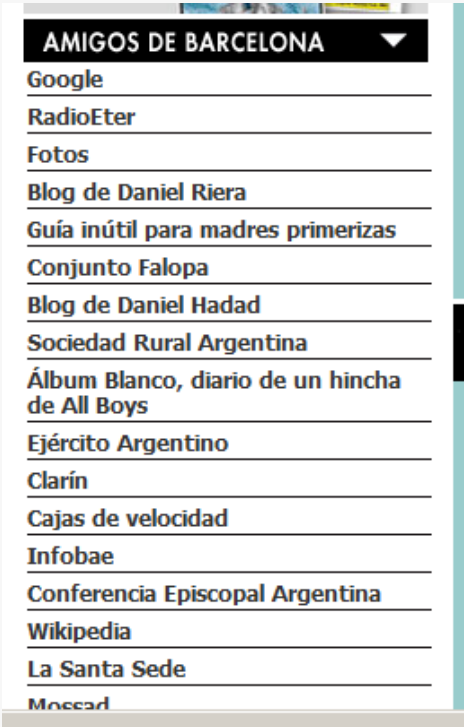 AMIGOS DE BARCELONA
Google
RadioEter
Fotos
Blog de Daniel Riera
Guía inútil para madres primerizas
Conjunto Falopa
Blog de Daniel Hadad
Sociedad Rural Argentina
Álbum Blanco, diario de un hincha
de All Boys
Ejército Argentino
Clarín
Cajas de velocidad
Infobae
Conferencia Episcopal Argentina
Wikipedia
La Santa Sede
Mossad